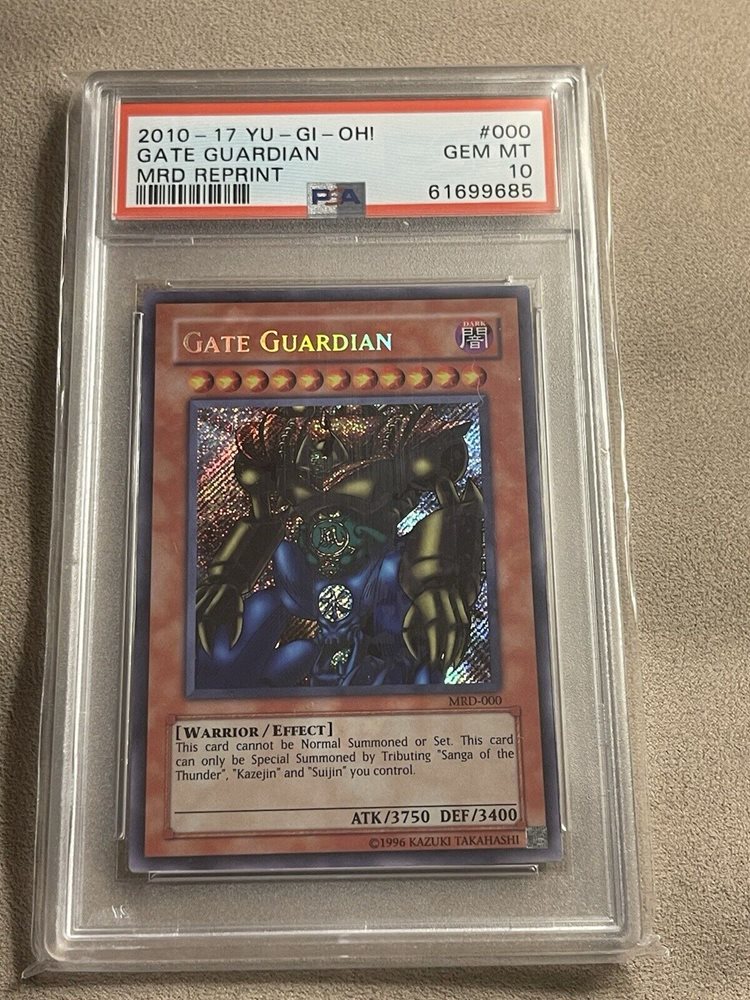 2010-17 YU-GI-OH! #000
GATE GUARDIAN GEM MT
MRD REPRINT 10
PSA 61699685
GATE GUARDIAN
DARK
闇
MRD-000
[WARRIOR/EFFECT]
This card cannot be Normal Summoned or Set. This card
can only be Special Summoned by Tributing "Sanga of the
Thunder", "Kazejin" and "Suijin" you control.
ATK/3750 DEF/3400
©1996 KAZUKI TAKAHASHI